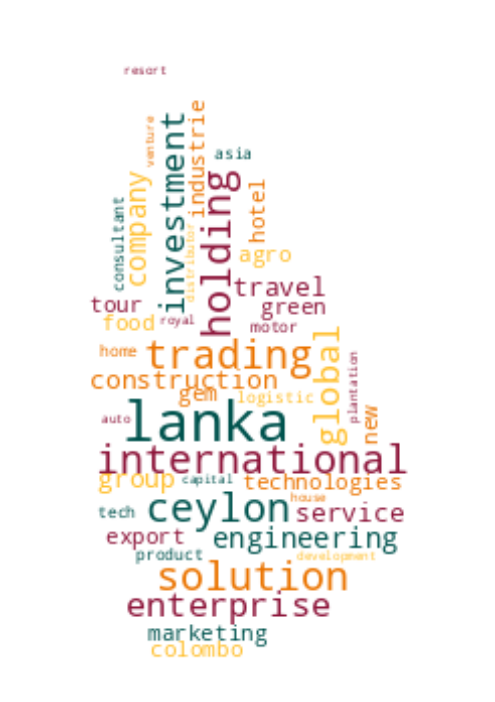 resort
venture
industrie
investment
asia
company
holding
hotel
consultant
distributor
agro
travel
tour
green
food
royal
motor
global
home
trading
plantation
construction
gem
logistic
new
auto
lanka
international
group
capital
technologies
house
tech
ceylon
service
export
engineering
product
development
solution
enterprise
marketing
colombo